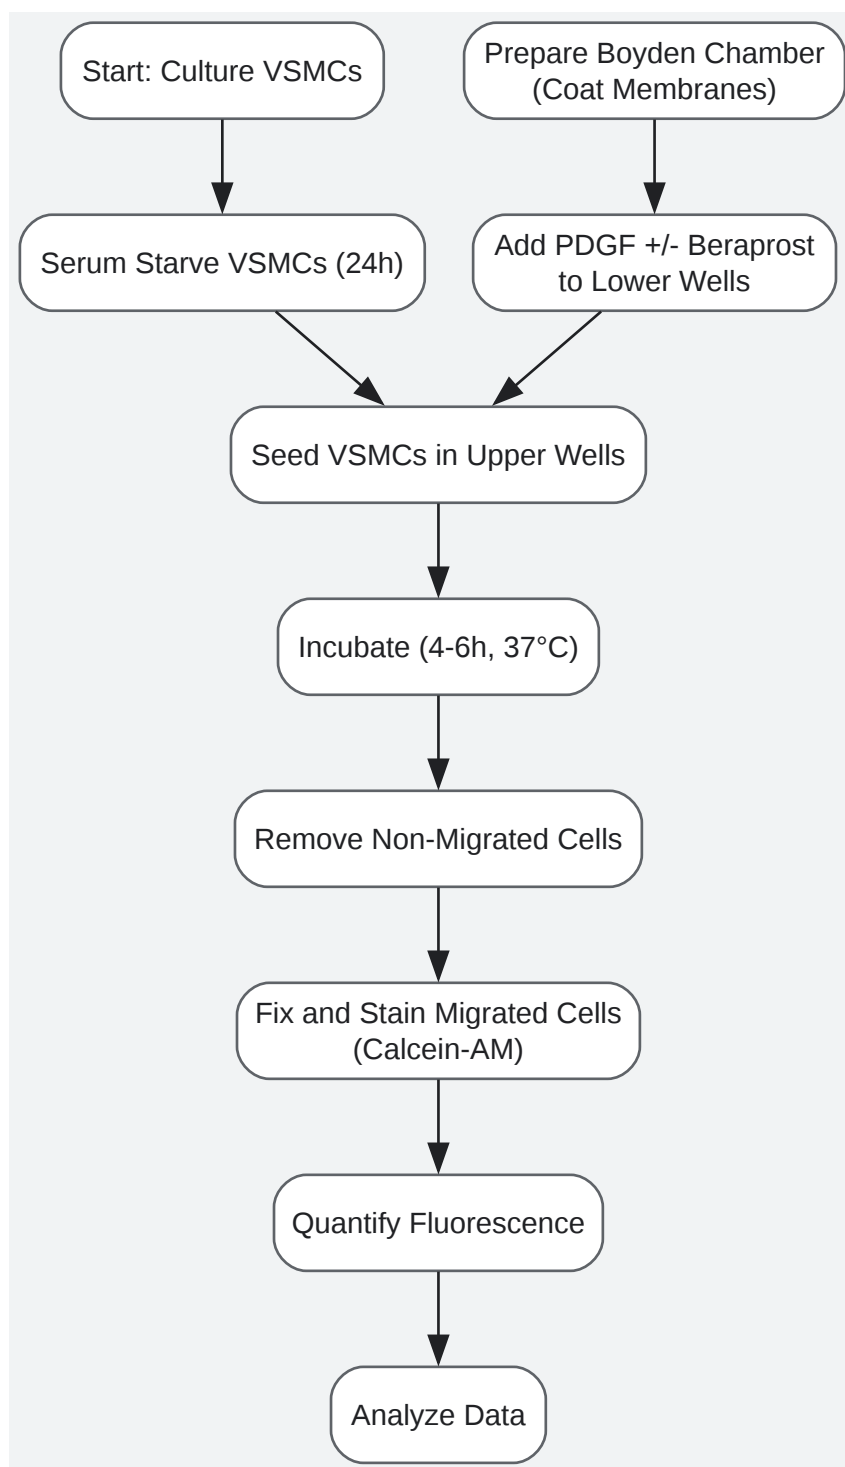 Start: Culture VSMCs
Prepare Boyden Chamber
(Coat Membranes)
Serum Starve VSMCs (24h)
Add PDGF +/- Beraprost
to Lower Wells
Seed VSMCs in Upper Wells
Incubate (4-6h, 37°C)
Remove Non-Migrated Cells
Fix and Stain Migrated Cells
(Calcein-AM)
Quantify Fluorescence
Analyze Data